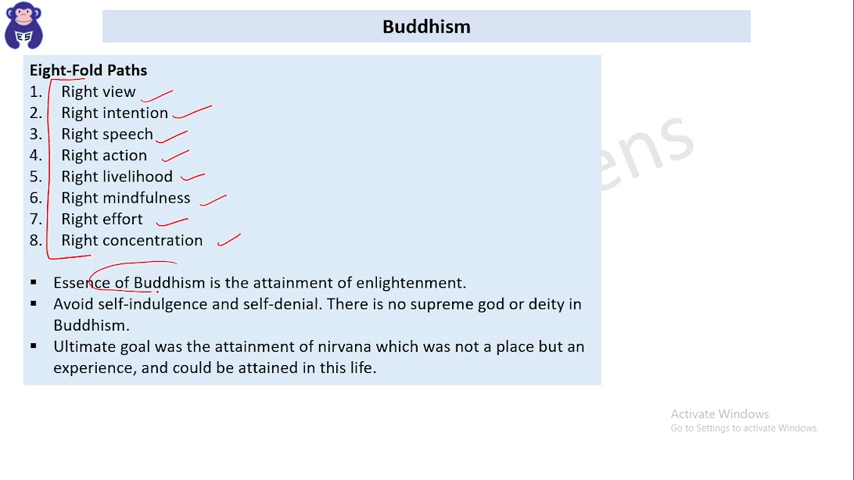 Buddhism
Eight-Fold Paths
1. Right view
2. Right intention
3. Right speech
4. Right action
5. Right livelihood
6. Right mindfulness
7. Right effort
8. Right concentration
▪ Essence of Buddhism is the attainment of enlightenment.
▪ Avoid self-indulgence and self-denial. There is no supreme god or deity in
Buddhism.
▪ Ultimate goal was the attainment of nirvana which was not a place but an
experience, and could be attained in this life.
Activate Windows
Go to Settings to activate Windows.